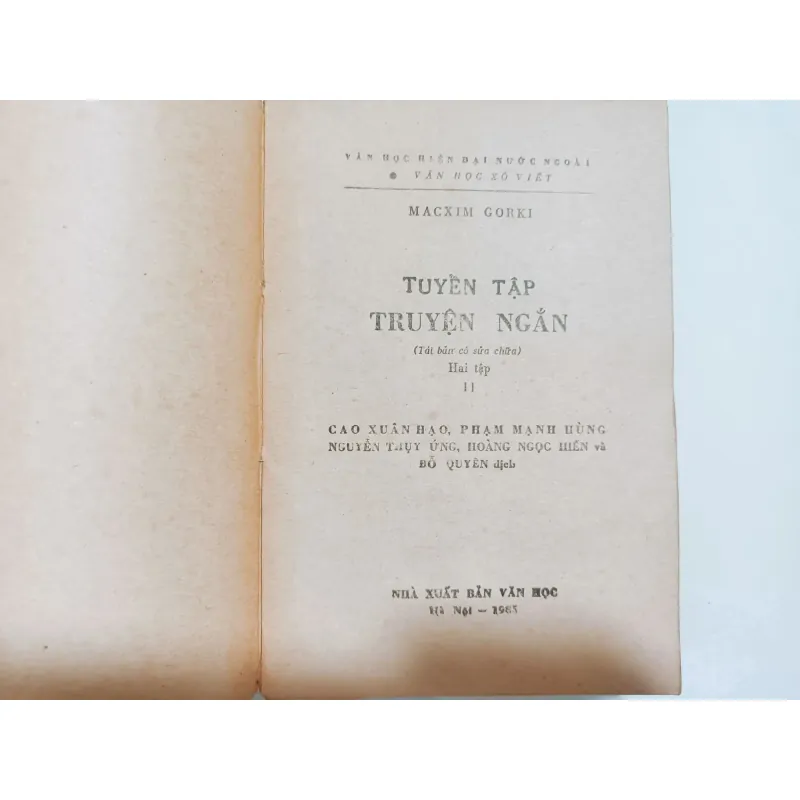 VĂN HỌC HIỆN ĐẠI NƯỚC NGOÀI
● VĂN HỌC XÔ VIẾT
MACXIM GORKI
TUYỂN TẬP
TRUYỆN NGẮN
(Tái bản có sửa chữa)
Hai tập
II
CAO XUÂN HẠO, PHẠM MẠNH HÙNG
NGUYỄN THỤY ỨNG, HOÀNG NGỌC HIẾN và
ĐỖ QUYÊN dịch
NHÀ XUẤT BẢN VĂN HỌC
Hà Nội —